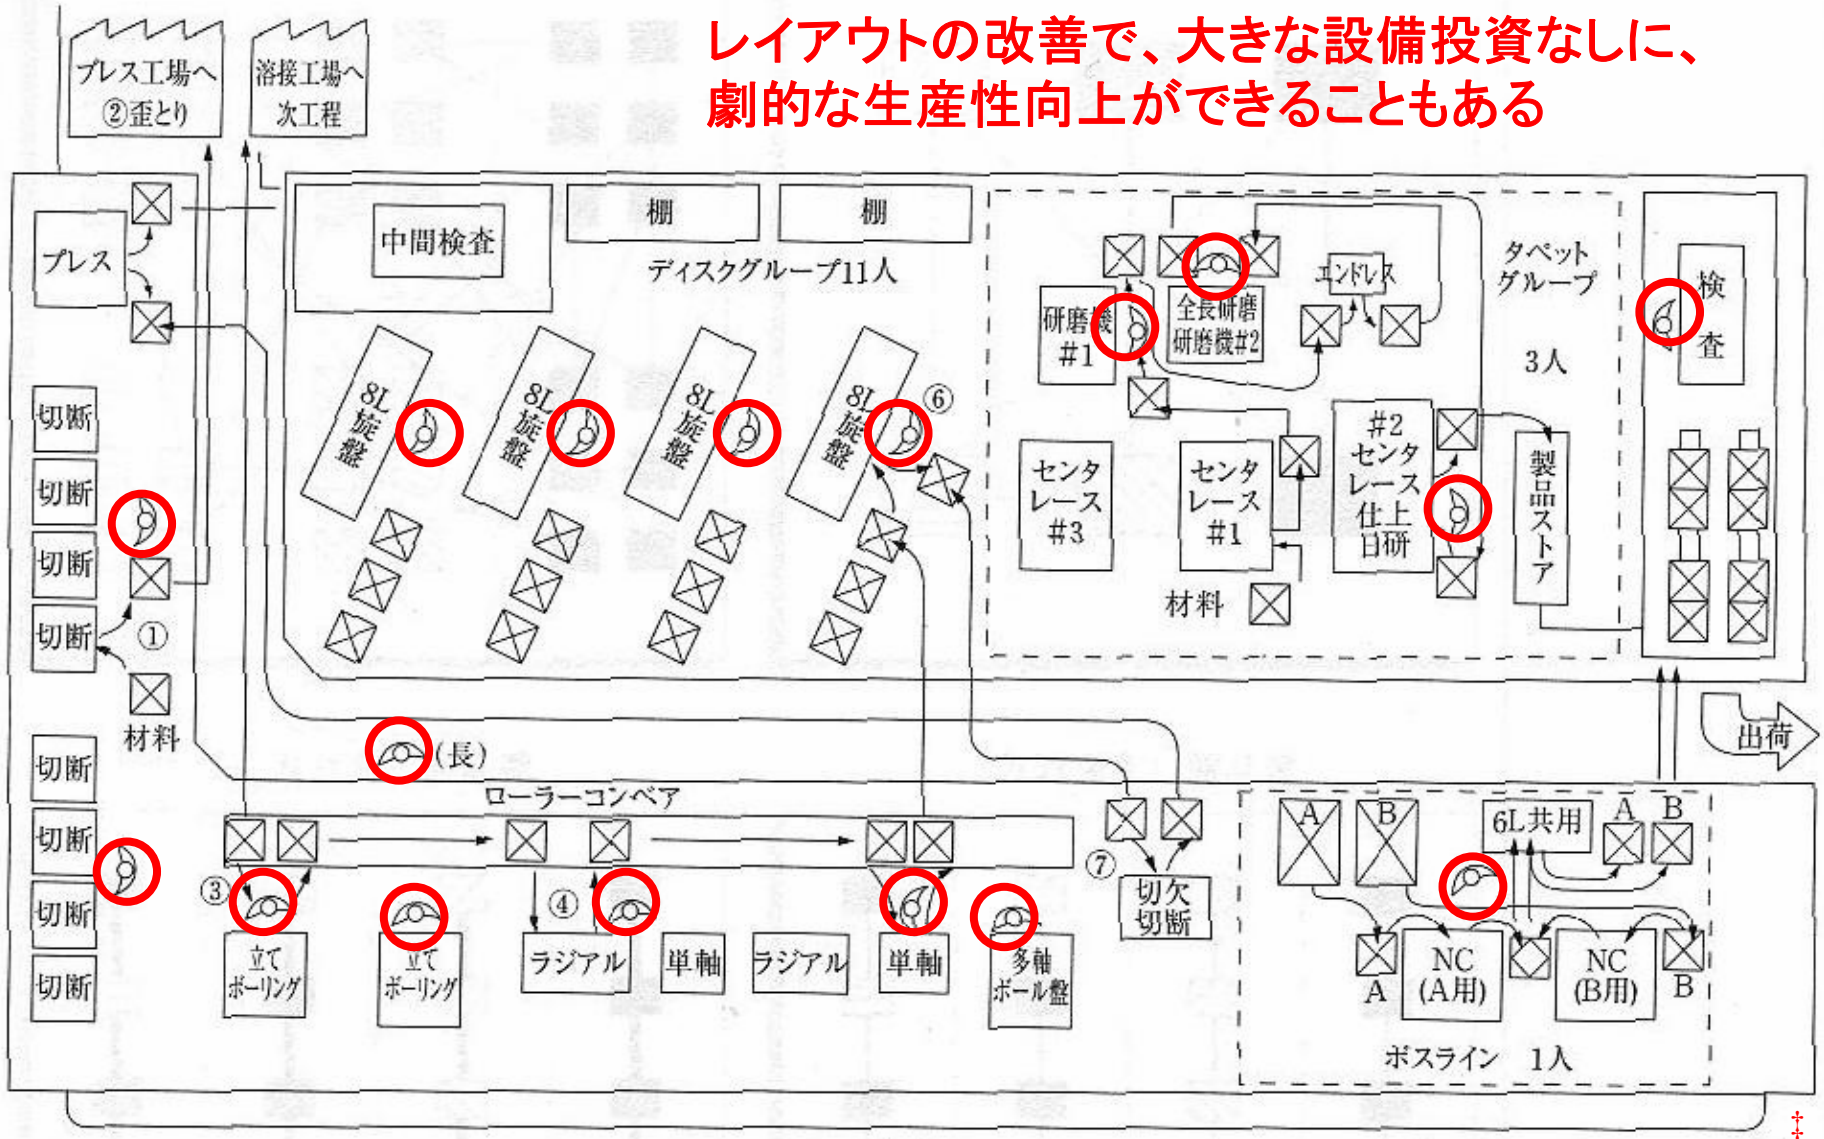 レイアウトの改善で、大きな設備投資なしに、
劇的な生産性向上ができることもある
プレス工場へ
②歪とり
溶接工場へ
次工程
プレス
中間検査
棚
棚
ディスクグループ11人
8L旋盤
8L旋盤
8L旋盤
8L旋盤
⑥
研磨機
#1
全長研磨
研磨機#2
エンドレス
タペット
グループ
3人
検査
センタ
レース
#3
センタ
レース
#1
#2
センタ
レース
仕上
日研
製品ストア
材料
切断
切断
切断
切断
①
材料
切断
切断
切断
切断
(長)
ローラーコンベア
出荷
③
立て
ボーリング
立て
ボーリング
④
ラジアル
単軸
ラジアル
単軸
多軸
ボール盤
⑦
切欠
切断
A
B
6L共用
A
B
A
NC
(A用)
NC
(B用)
B
ボスライン 1人
‡